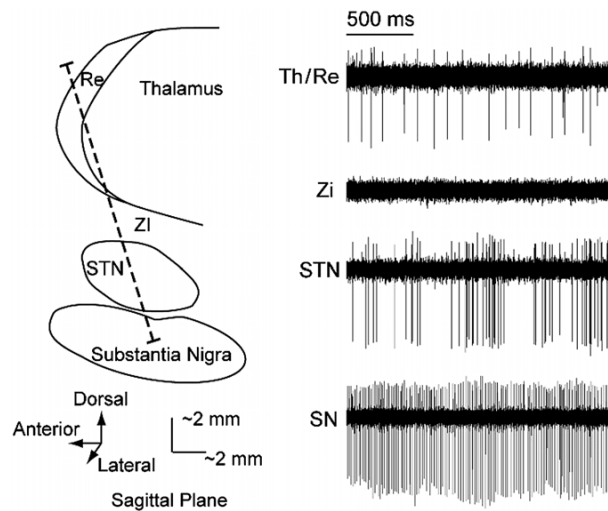 Re
Thalamus
ZI
STN
Substantia Nigra
Dorsal
Anterior
Lateral
~2 mm
~2 mm
Sagittal Plane
500 ms
Th/Re
Zi
STN
SN